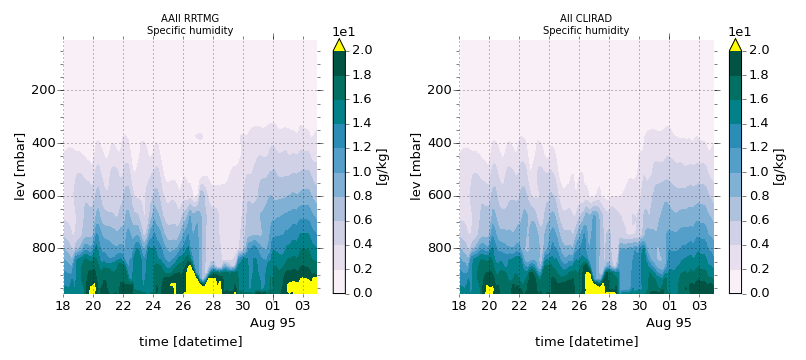 AAll RRTMG
Specific humidity
1e1
2.0
1.8
1.6
1.4
1.2
1.0
0.8
0.6
0.4
0.2
0.0
[g/kg]
200
400
600
800
lev [mbar]
18 20 22 24 26 28 30 01 03
Aug 95
time [datetime]
All CLIRAD
Specific humidity
1e1
2.0
1.8
1.6
1.4
1.2
1.0
0.8
0.6
0.4
0.2
0.0
[g/kg]
200
400
600
800
lev [mbar]
18 20 22 24 26 28 30 01 03
Aug 95
time [datetime]